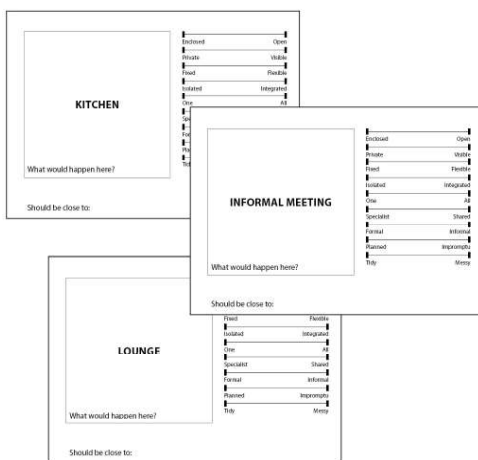 KITCHEN
What would happen here?
Should be close to:
Enclosed Open
Private Visible
Fixed Flexible
Isolated Integrated
One All
INFORMAL MEETING
What would happen here?
Should be close to:
Enclosed Open
Private Visible
Fixed Flexible
Isolated Integrated
One All
Specialist Shared
Formal Informal
Planned Impromptu
Tidy Messy
LOUNGE
What would happen here?
Should be close to:
Fixed Flexible
Isolated Integrated
One All
Specialist Shared
Formal Informal
Planned Impromptu
Tidy Messy